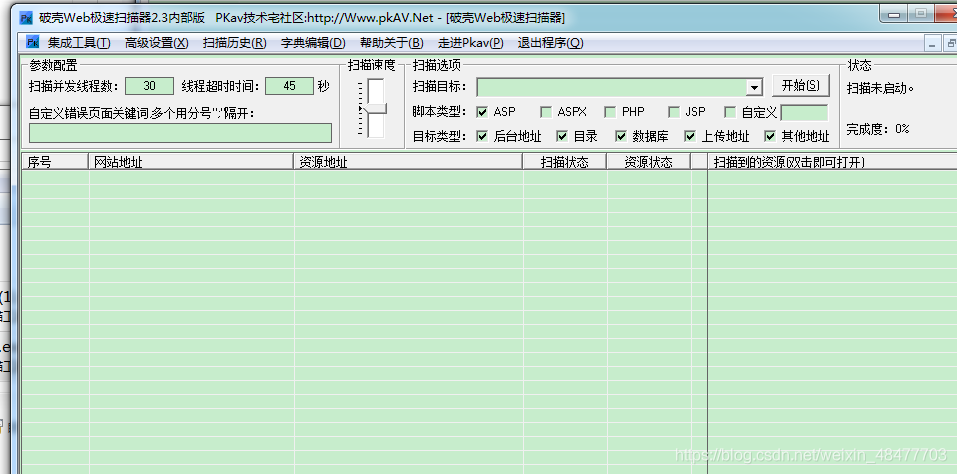 破壳Web极速扫描器2.3内部版 PKav技术宅社区:http://Www.pkAV.Net - [破壳Web极速扫描器]
集成工具(T) 高级设置(X) 扫描历史(R) 字典编辑(D) 帮助关于(B) 走进Pkav(P) 退出程序(Q)
参数配置 扫描速度 扫描选项 状态
扫描并发线程数: 30 线程超时时间: 45 秒 扫描目标: 开始(S) 扫描未启动。
脚本类型: ASP ASPX PHP JSP 自定义
自定义错误页面关键词,多个用分号";"隔开:
目标类型: 后台地址 目录 数据库 上传地址 其他地址 完成度: 0%
序号 网站地址 资源地址 扫描状态 资源状态 扫描到的资源(双击即可打开)
(1
.e
https://blog.csdn.net/weixin_48477703